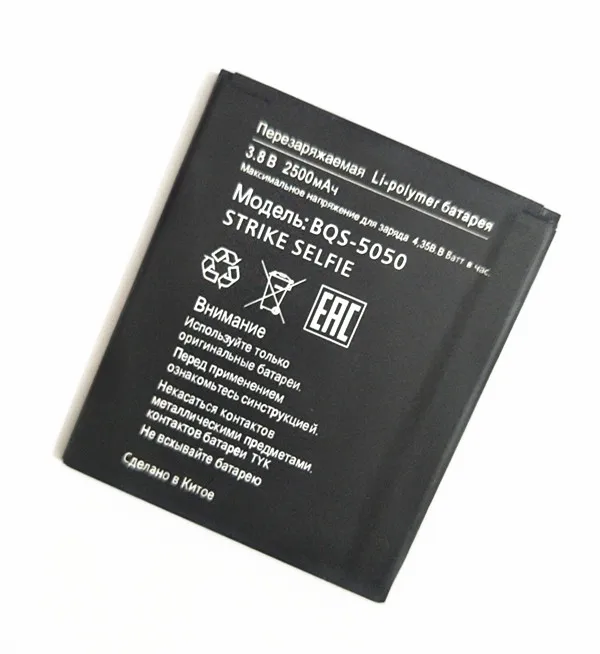 Перезаряжаемая Li-polymer батарея
3.8 В 2500мАч
Максимальное напряжение для заряда 4,35В.В Ватт в час.
Модель: BQS-5050
STRIKE SELFIE
EAC
Внимание
Используйте только
оригинальные батареи.
Перед применением
ознакомьтесь синструкцией.
Некасаться контактов
металлическими предметами.
контактов батареи TYK
Не вскывайте батарею
Сделано в Китое